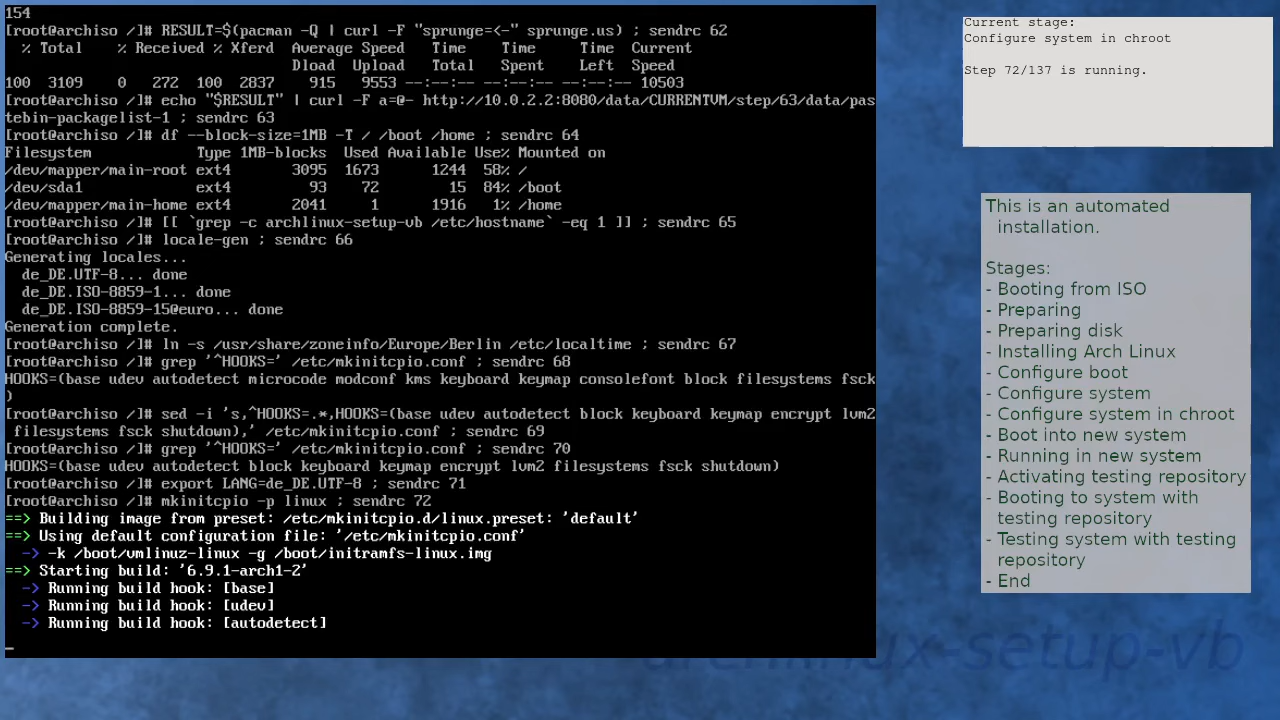 154
[root@archiso /]# RESULT=$(pacman -Q | curl -F "sprunge=<-" sprunge.us) ; sendrc 62
  % Total    % Received % Xferd  Average Speed   Time    Time     Time  Current
                                 Dload  Upload   Total   Spent    Left  Speed
100  3109    0   272  100  2837    915   9553 --:--:-- --:--:-- --:--:-- 10503
[root@archiso /]# echo "$RESULT" | curl -F a=@- http://10.0.2.2:8080/data/CURRENTVM/step/63/data/pas
tebin-packagelist-1 ; sendrc 63
[root@archiso /]# df --block-size=1MB -T / /boot /home ; sendrc 64
Filesystem            Type 1MB-blocks  Used Available Use% Mounted on
/dev/mapper/main-root ext4       3095  1673      1244  58% /
/dev/sda1             ext4         93    72        15  84% /boot
/dev/mapper/main-home ext4       2041     1      1916   1% /home
[root@archiso /]# [[ `grep -c archlinux-setup-vb /etc/hostname` -eq 1 ]] ; sendrc 65
[root@archiso /]# locale-gen ; sendrc 66
Generating locales...
  de_DE.UTF-8... done
  de_DE.ISO-8859-1... done
  de_DE.ISO-8859-15@euro... done
Generation complete.
[root@archiso /]# ln -s /usr/share/zoneinfo/Europe/Berlin /etc/localtime ; sendrc 67
[root@archiso /]# grep '^HOOKS=' /etc/mkinitcpio.conf ; sendrc 68
HOOKS=(base udev autodetect microcode modconf kms keyboard keymap consolefont block filesystems fsck
)
[root@archiso /]# sed -i 's,^HOOKS=.*,HOOKS=(base udev autodetect block keyboard keymap encrypt lvm2
 filesystems fsck shutdown),' /etc/mkinitcpio.conf ; sendrc 69
[root@archiso /]# grep '^HOOKS=' /etc/mkinitcpio.conf ; sendrc 70
HOOKS=(base udev autodetect block keyboard keymap encrypt lvm2 filesystems fsck shutdown)
[root@archiso /]# export LANG=de_DE.UTF-8 ; sendrc 71
[root@archiso /]# mkinitcpio -p linux ; sendrc 72
==> Building image from preset: /etc/mkinitcpio.d/linux.preset: 'default'
==> Using default configuration file: '/etc/mkinitcpio.conf'
  -> -k /boot/vmlinuz-linux -g /boot/initramfs-linux.img
==> Starting build: '6.9.1-arch1-2'
  -> Running build hook: [base]
  -> Running build hook: [udev]
  -> Running build hook: [autodetect]
_
Current stage:
Configure system in chroot
Step 72/137 is running.
This is an automated
installation.
Stages:
- Booting from ISO
- Preparing
- Preparing disk
- Installing Arch Linux
- Configure boot
- Configure system
- Configure system in chroot
- Boot into new system
- Running in new system
- Activating testing repository
- Booting to system with
testing repository
- Testing system with testing
repository
- End
archlinux-setup-vb